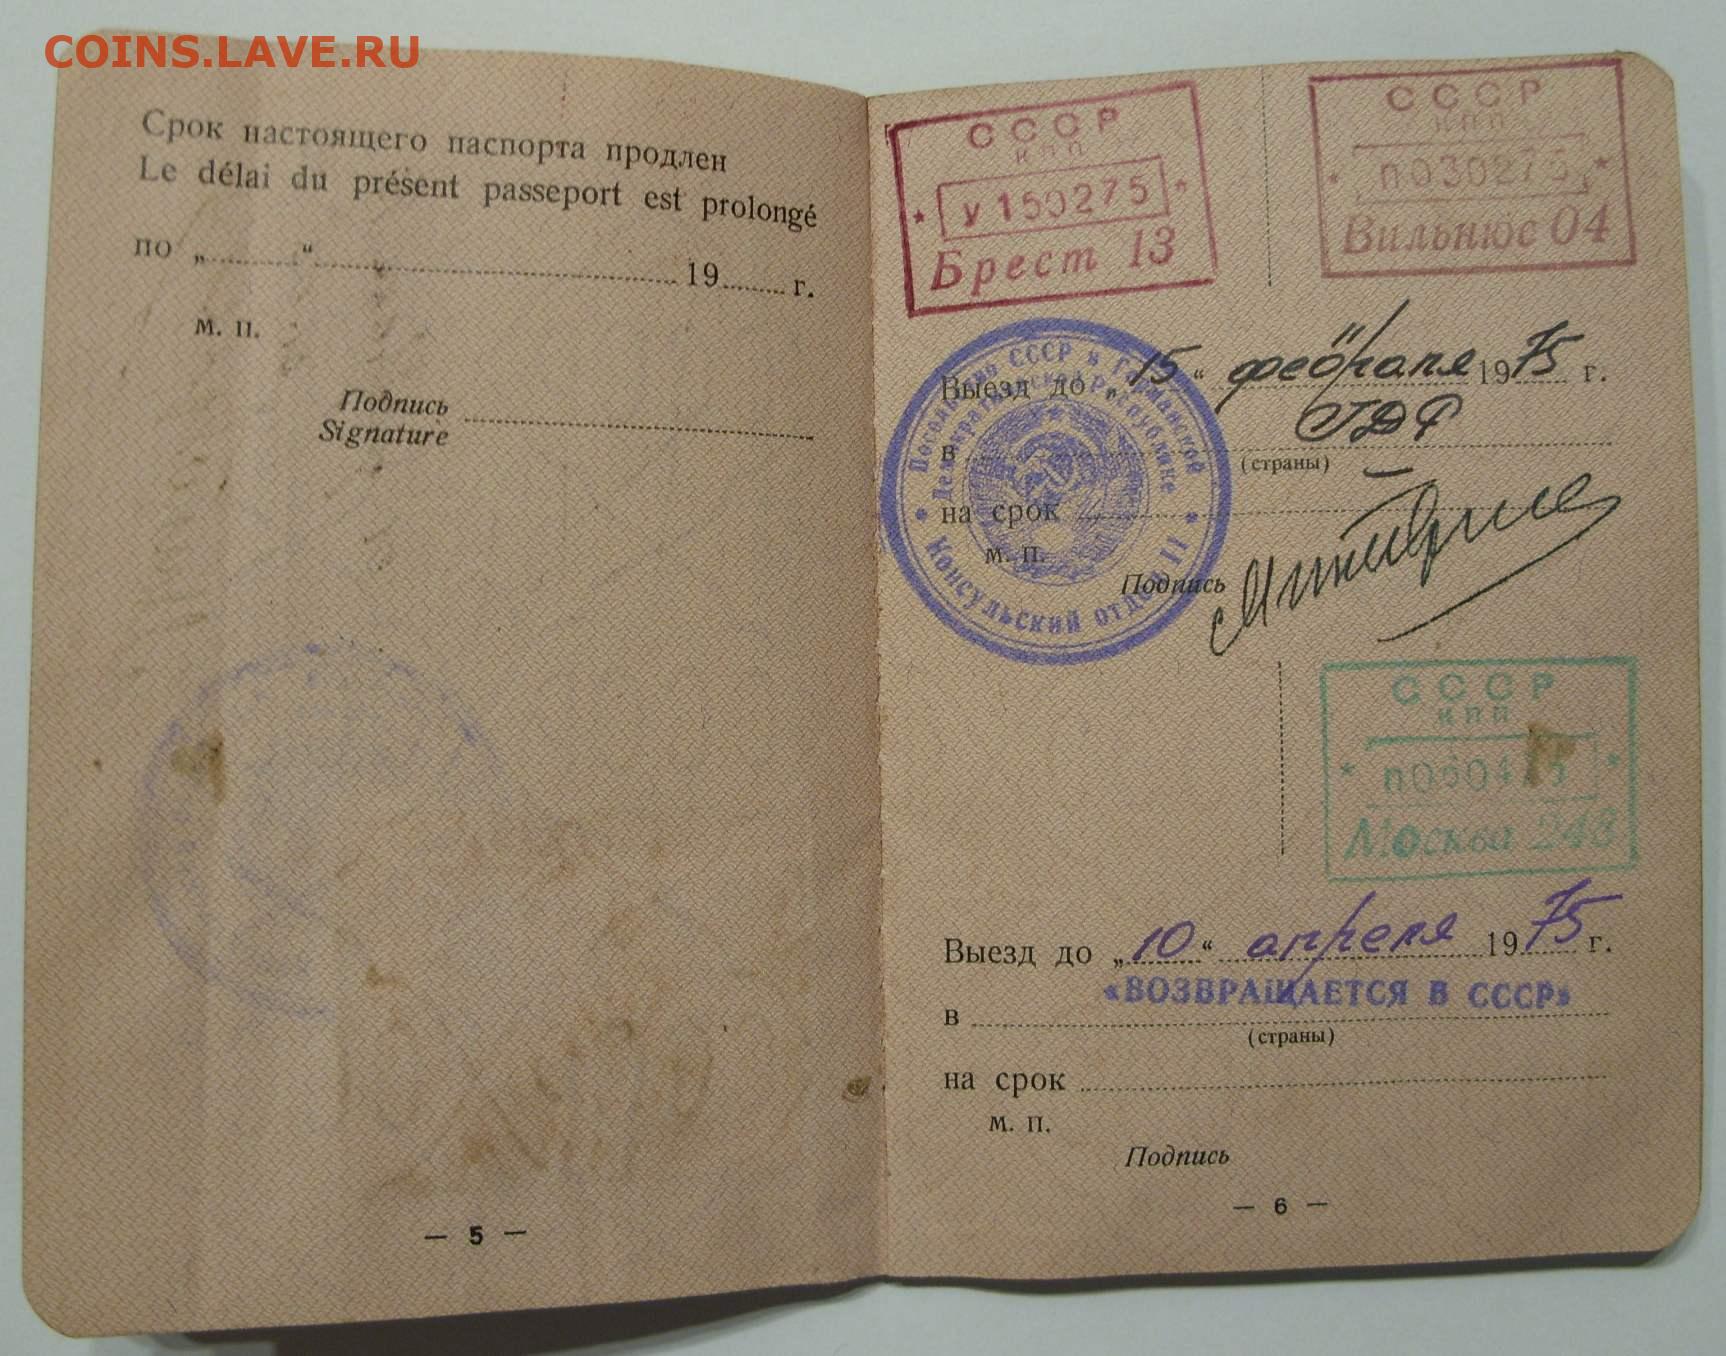 COINS.LAVE.RU
Срок настоящего паспорта продлен
Le délai du présent passeport est prolongé
по „ “ 19 г.
м. п.
Подпись
Signature
— 5 —
СССР
КПП
у 150275
Брест 13
СССР
КПП
п030275
Вильнюс 04
Выезд до „15“ февраля 1975 г.
в ГДР
(страны)
на срок
м. п.
Подпись
Посольство СССР в Германской
Демократической Республике
Консульский отдел II
СССР
КПП
Москва 248
Выезд до „10“ апреля 1975 г.
«ВОЗВРАЩАЕТСЯ В СССР»
в
(страны)
на срок
м. п.
Подпись
— 6 —